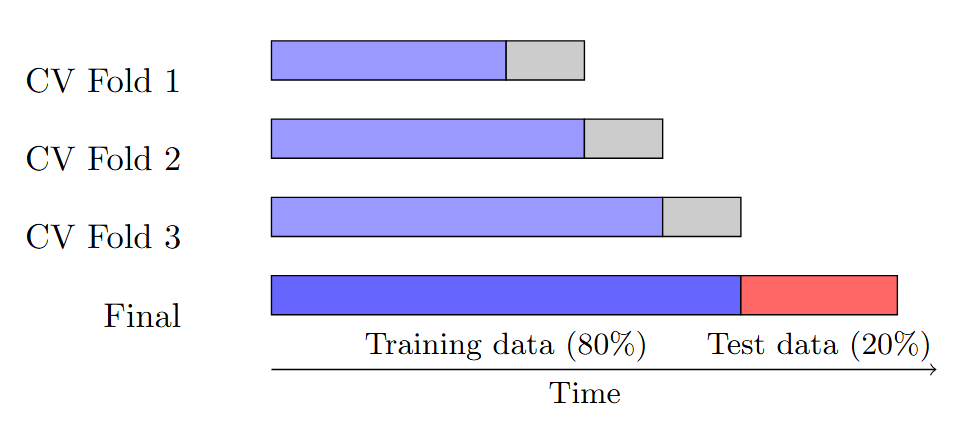 CV Fold 1
CV Fold 2
CV Fold 3
Final
Training data (80%)
Test data (20%)
Time